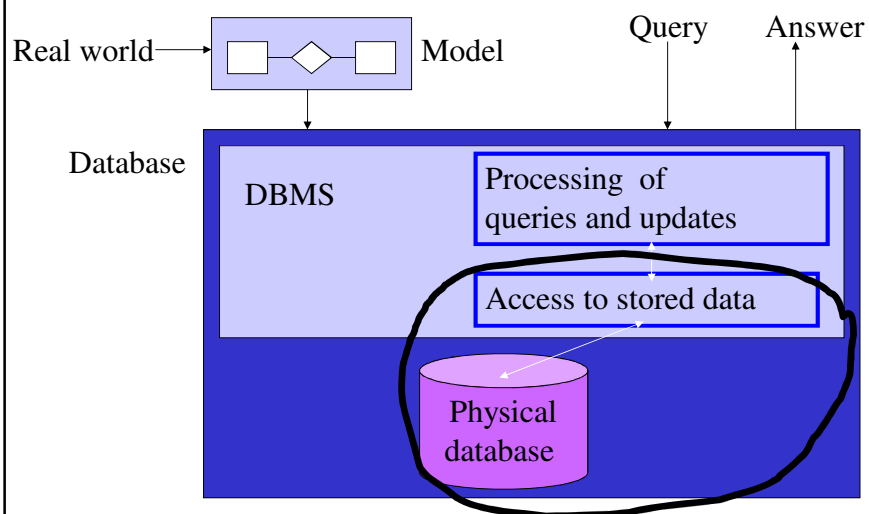 Real world
Model
Query
Answer
Database
DBMS
Processing of
queries and updates
Access to stored data
Physical
database